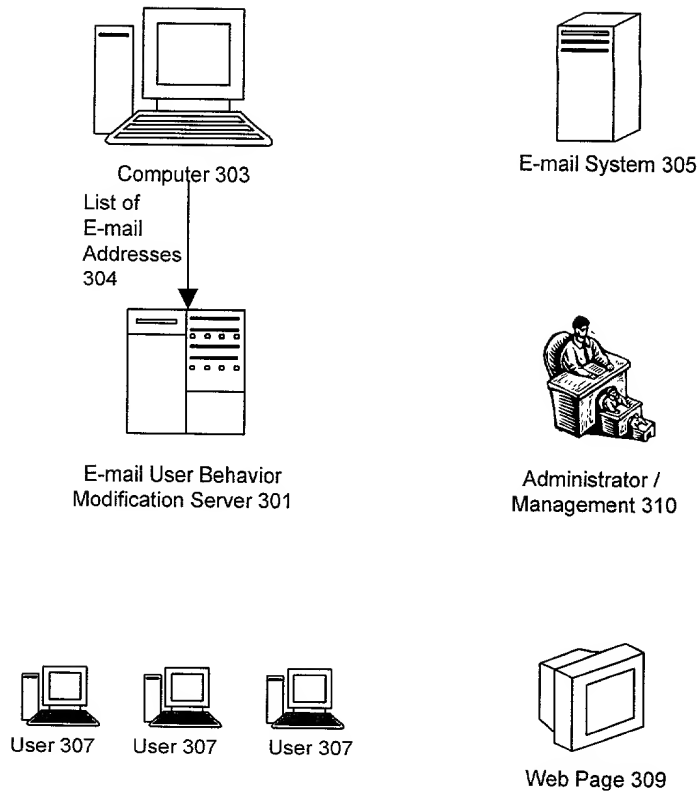 Computer 303
E-mail System 305
List of
E-mail
Addresses
304
E-mail User Behavior
Modification Server 301
Administrator /
Management 310
User 307
User 307
User 307
Web Page 309